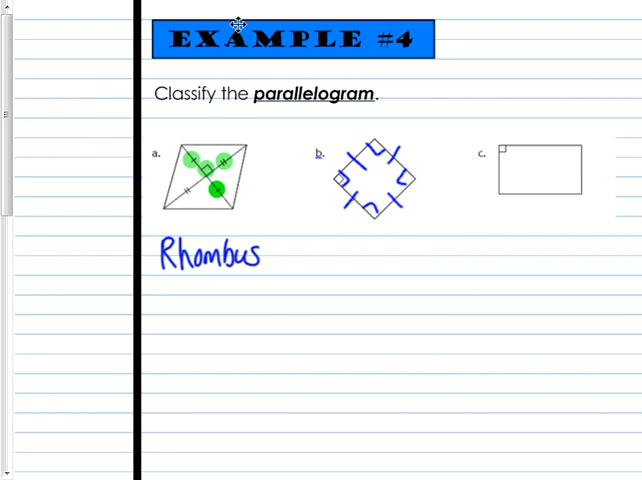 EXAMPLE #4
Classify the parallelogram.
a.
b.
c.
Rhombus